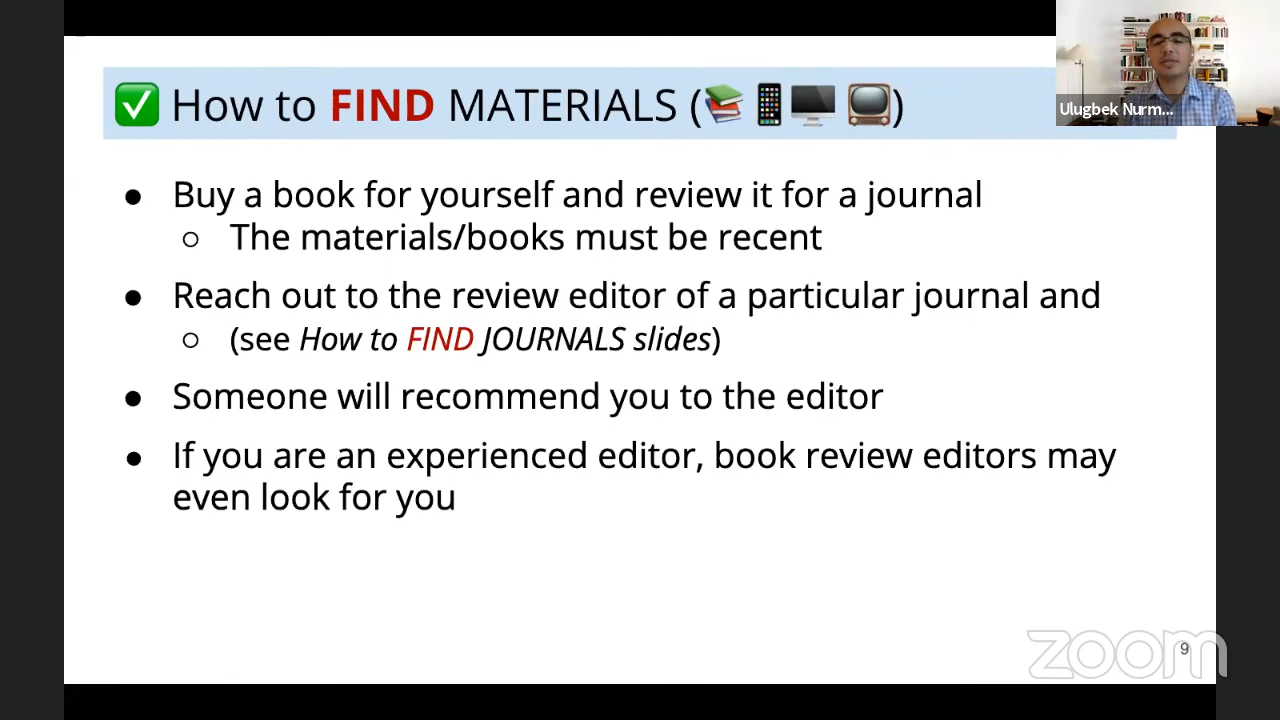 How to FIND MATERIALS ()
Ulugbek Nurm...
● Buy a book for yourself and review it for a journal
○ The materials/books must be recent
● Reach out to the review editor of a particular journal and
○ (see How to FIND JOURNALS slides)
● Someone will recommend you to the editor
● If you are an experienced editor, book review editors may
even look for you
zoom
9